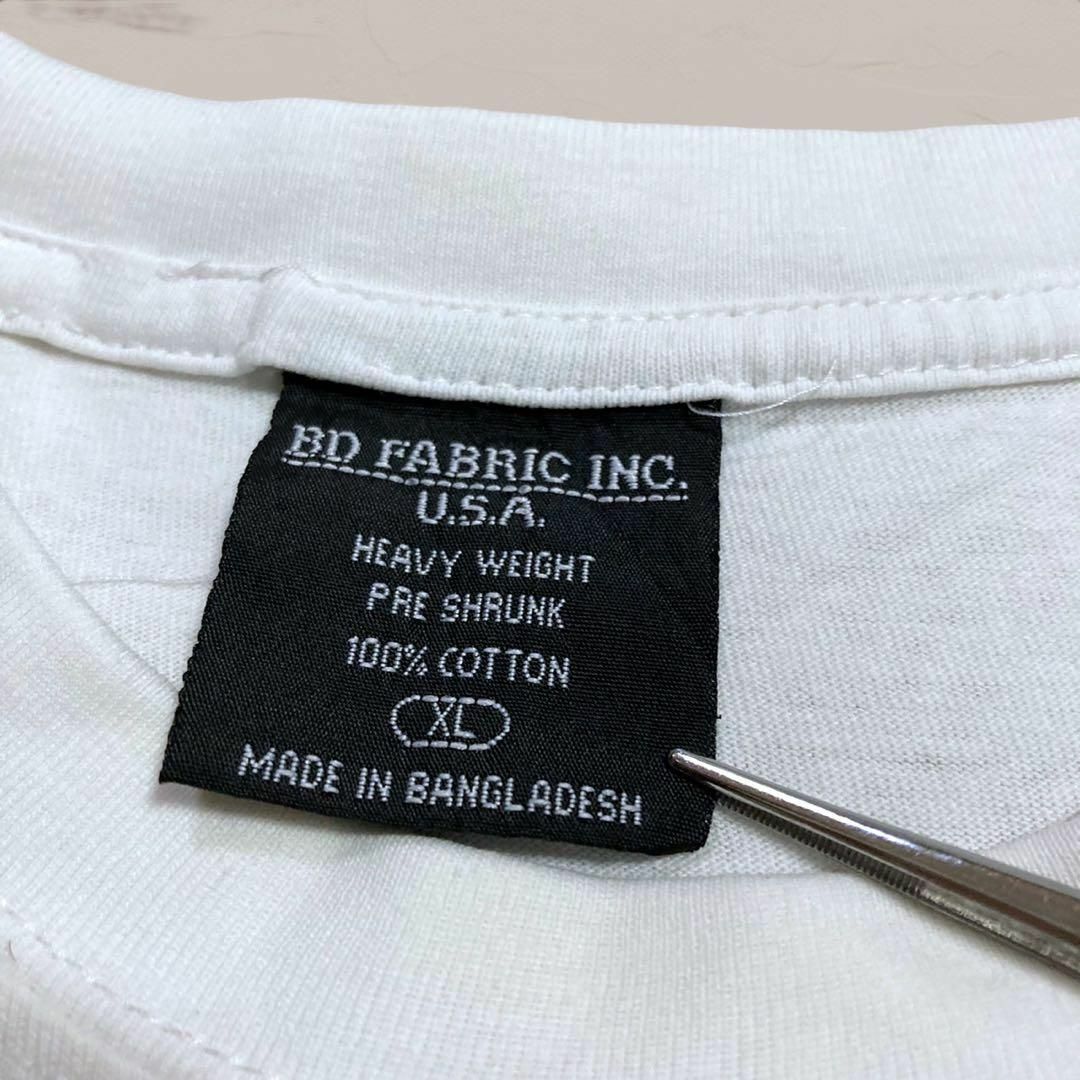 BD FABRIC INC.
U.S.A.
HEAVY WEIGHT
PRE SHRUNK
100% COTTON
XL
MADE IN BANGLADESH